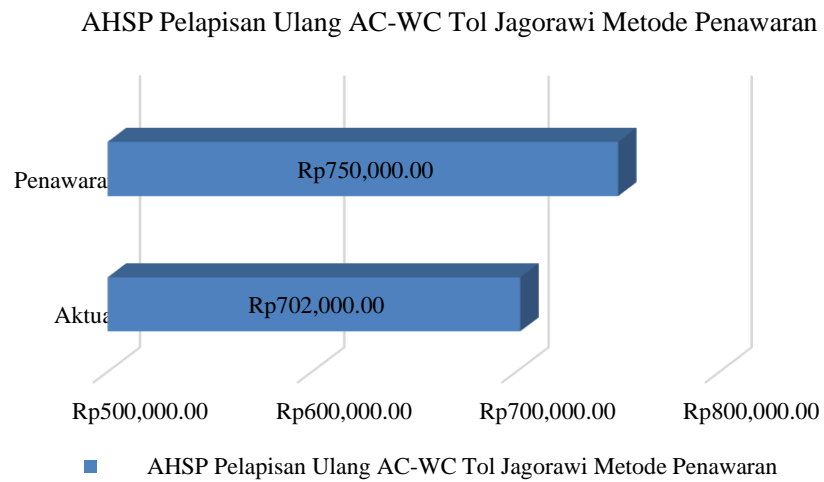 AHSP Pelapisan Ulang AC-WC Tol Jagorawi Metode Penawaran
Penawara
Rp750,000.00
Aktua
Rp702,000.00
Rp500,000.00 Rp600,000.00 Rp700,000.00 Rp800,000.00
AHSP Pelapisan Ulang AC-WC Tol Jagorawi Metode Penawaran